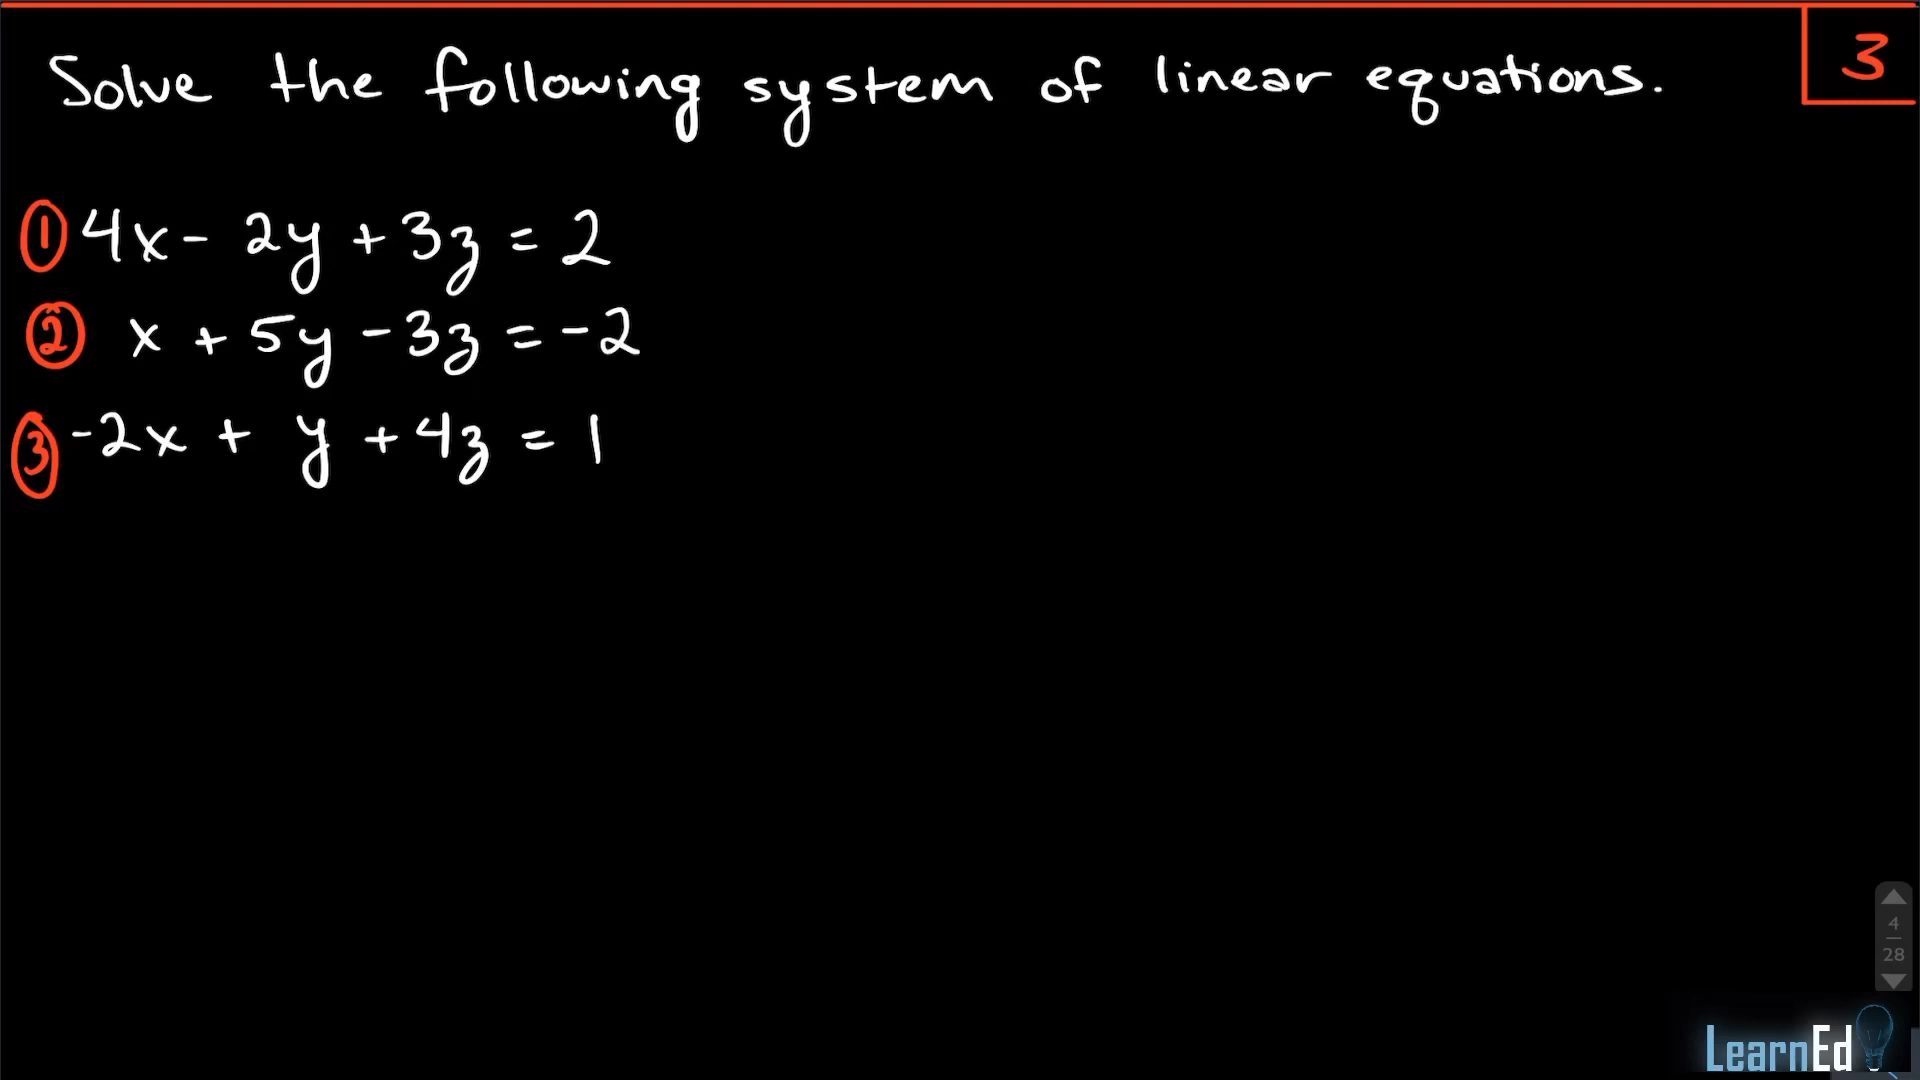 Solve the following system of linear equations.
3
① 4x - 2y + 3z = 2
② x + 5y - 3z = -2
③ -2x + y + 4z = 1
4
28
LearnEd